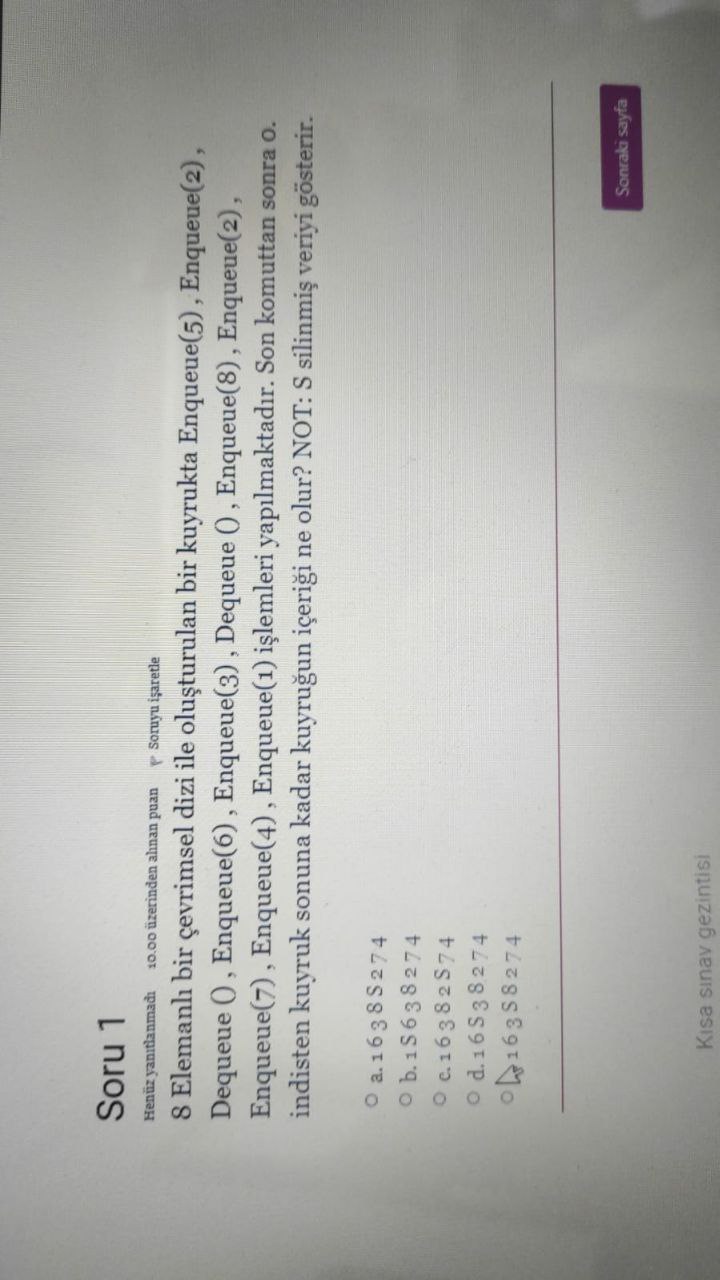 Soru 1
Henüz yanıtlanmadı 10.00 üzerinden alınan puan Soruyu işaretle
8 Elemanlı bir çevrimsel dizi ile oluşturulan bir kuyrukta Enqueue(5) , Enqueue(2) ,
Dequeue () , Enqueue(6) , Enqueue(3) , Dequeue () , Enqueue(8) , Enqueue(2) ,
Enqueue(7) , Enqueue(4) , Enqueue(1) işlemleri yapılmaktadır. Son komuttan sonra 0.
indisten kuyruk sonuna kadar kuyruğun içeriği ne olur? NOT: S silinmiş veriyi gösterir.
a. 1 6 3 8 S 2 7 4
b. 1 S 6 3 8 2 7 4
c. 1 6 3 8 2 S 7 4
d. 1 6 S 3 8 2 7 4
1 6 3 S 8 2 7 4
Sonraki sayfa
Kısa sınav gezintisi